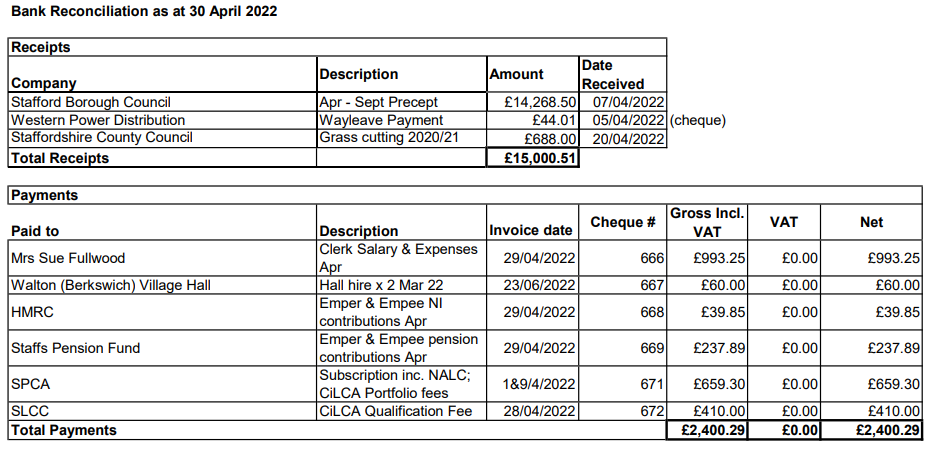 Bank Reconciliation as at 30 April 2022
Receipts
Company Description Amount Date Received
Stafford Borough Council Apr - Sept Precept £14,268.50 07/04/2022
Western Power Distribution Wayleave Payment £44.01 05/04/2022 (cheque)
Staffordshire County Council Grass cutting 2020/21 £688.00 20/04/2022
Total Receipts £15,000.51
Payments
Paid to Description Invoice date Cheque # Gross Incl. VAT VAT Net
Mrs Sue Fullwood Clerk Salary & Expenses Apr 29/04/2022 666 £993.25 £0.00 £993.25
Walton (Berkswich) Village Hall Hall hire x 2 Mar 22 23/06/2022 667 £60.00 £0.00 £60.00
HMRC Emper & Empee NI contributions Apr 29/04/2022 668 £39.85 £0.00 £39.85
Staffs Pension Fund Emper & Empee pension contributions Apr 29/04/2022 669 £237.89 £0.00 £237.89
SPCA Subscription inc. NALC; CiLCA Portfolio fees 1&9/4/2022 671 £659.30 £0.00 £659.30
SLCC CiLCA Qualification Fee 28/04/2022 672 £410.00 £0.00 £410.00
Total Payments £2,400.29 £0.00 £2,400.29